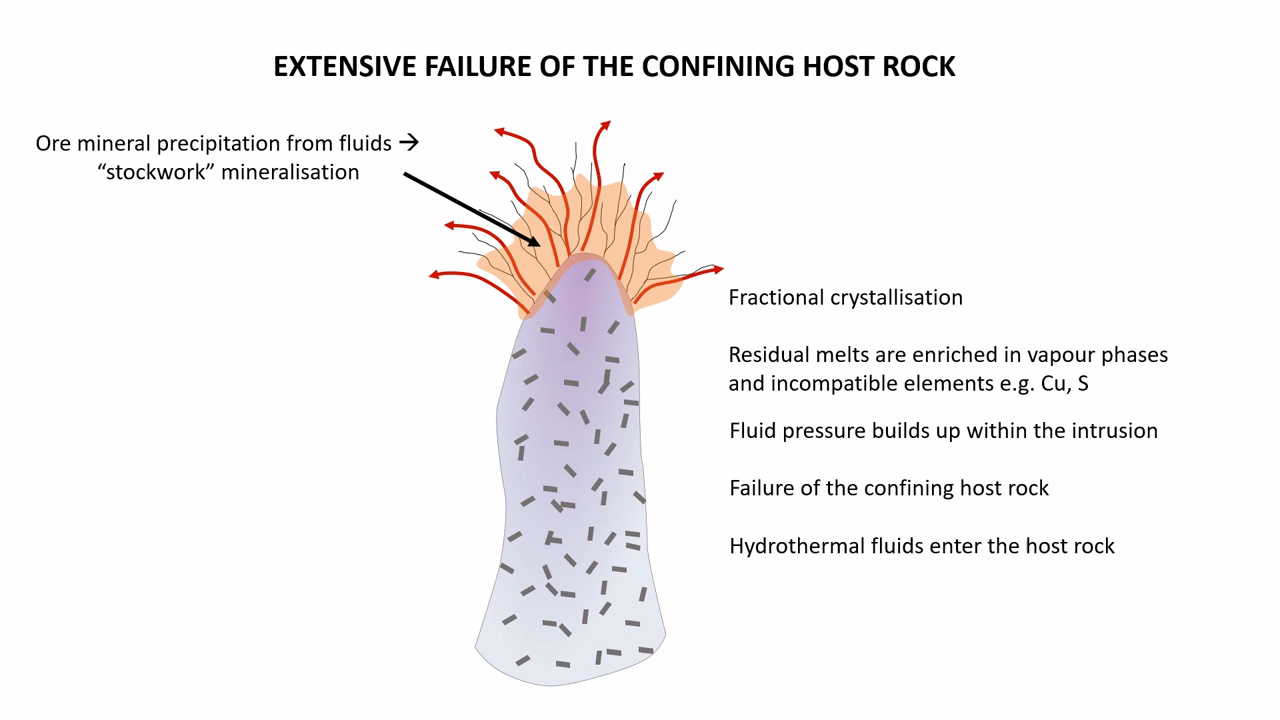 EXTENSIVE FAILURE OF THE CONFINING HOST ROCK
Ore mineral precipitation from fluids →
“stockwork” mineralisation
Fractional crystallisation
Residual melts are enriched in vapour phases
and incompatible elements e.g. Cu, S
Fluid pressure builds up within the intrusion
Failure of the confining host rock
Hydrothermal fluids enter the host rock